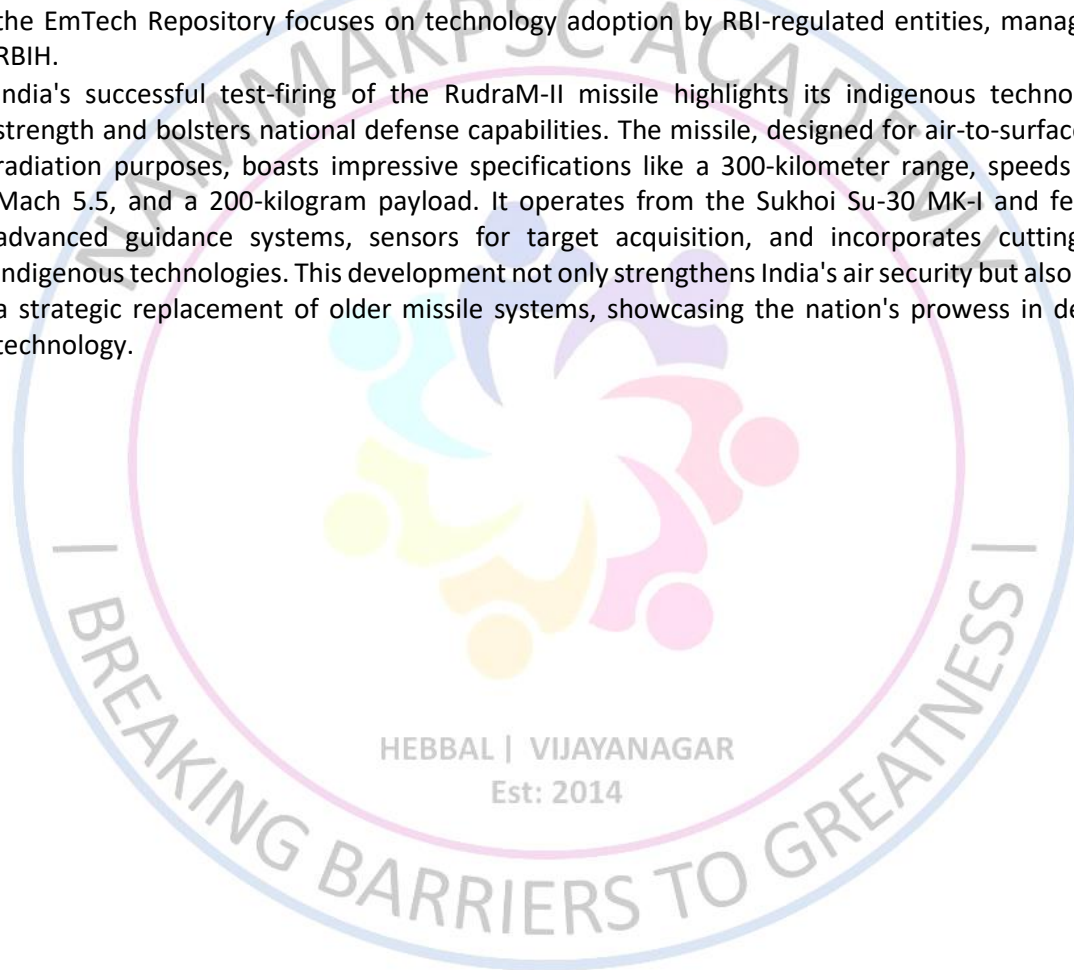 the EmTech Repository focuses on technology adoption by RBI-regulated entities, manag
RBIH.
India's successful test-firing of the RudraM-II missile highlights its indigenous techno
strength and bolsters national defense capabilities. The missile, designed for air-to-surface
radiation purposes, boasts impressive specifications like a 300-kilometer range, speeds
Mach 5.5, and a 200-kilogram payload. It operates from the Sukhoi Su-30 MK-I and fe
advanced guidance systems, sensors for target acquisition, and incorporates cutting
indigenous technologies. This development not only strengthens India's air security but also
a strategic replacement of older missile systems, showcasing the nation's prowess in de
technology.
NAMMAKPSC ACADEMY
HEBBAL | VIJAYANAGAR
Est: 2014
| BREAKING BARRIERS TO GREATNESS |